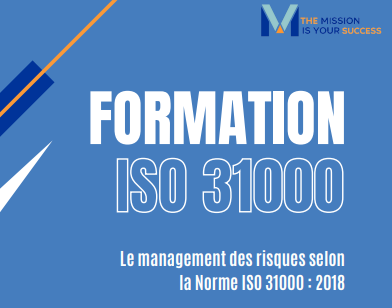 THE MISSION
IS YOUR SUCCESS
FORMATION
ISO 31000
Le management des risques selon
la Norme ISO 31000 : 2018